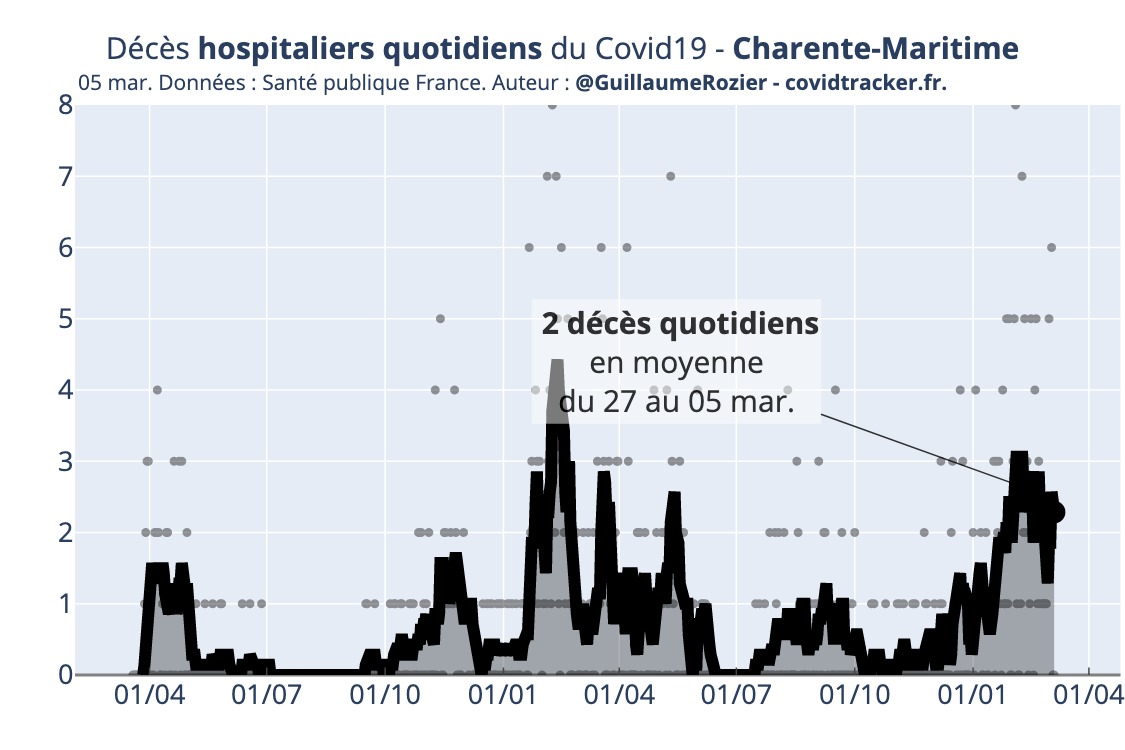 Décès hospitaliers quotidiens du Covid19 - Charente-Maritime
05 mar. Données : Santé publique France. Auteur : @GuillaumeRozier - covidtracker.fr.
8
7
6
5
2 décès quotidiens
en moyenne
4
du 27 au 05 mar.
3
2
1
0
01/04 01/07 01/10 01/01 01/04 01/07 01/10 01/01 01/04